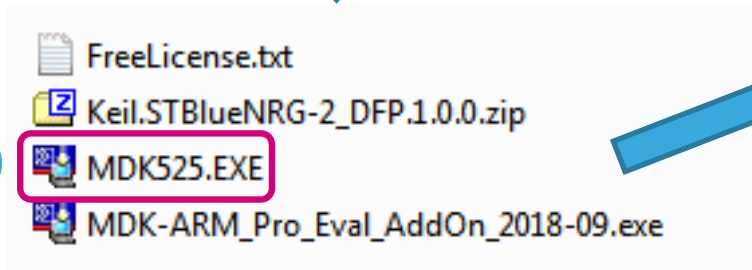 FreeLicense.txt
Keil.STBlueNRG-2_DFP.1.0.0.zip
MDK525.EXE
MDK-ARM_Pro_Eval_AddOn_2018-09.exe